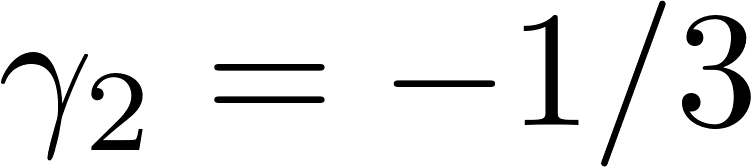 γ₂ = −1/3